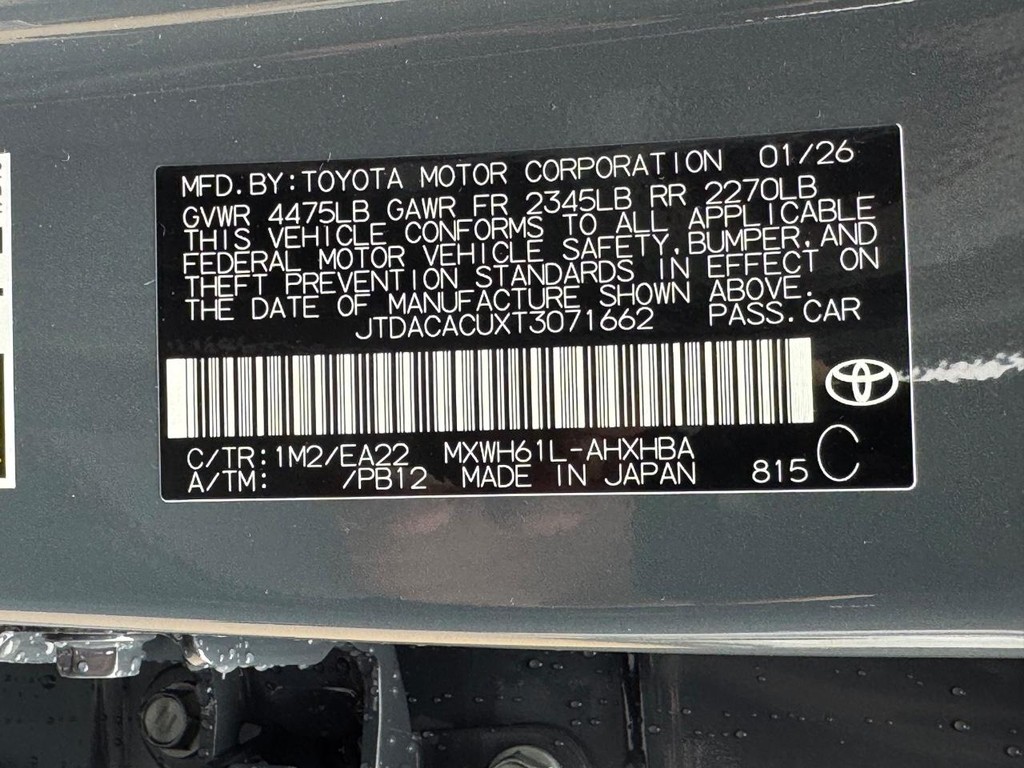 MFD.BY:TOYOTA MOTOR CORPORATION 01/26
GVWR 4475LB GAWR FR 2345LB RR 2270LB
THIS VEHICLE CONFORMS TO ALL APPLICABLE
FEDERAL MOTOR VEHICLE SAFETY,BUMPER,AND
THEFT PREVENTION STANDARDS IN EFFECT ON
THE DATE OF MANUFACTURE SHOWN ABOVE.
JTDACACUXT3071662 PASS.CAR
C/TR:1M2/EA22 MXWH61L-AHXHBA
A/TM: /PB12 MADE IN JAPAN 815 C